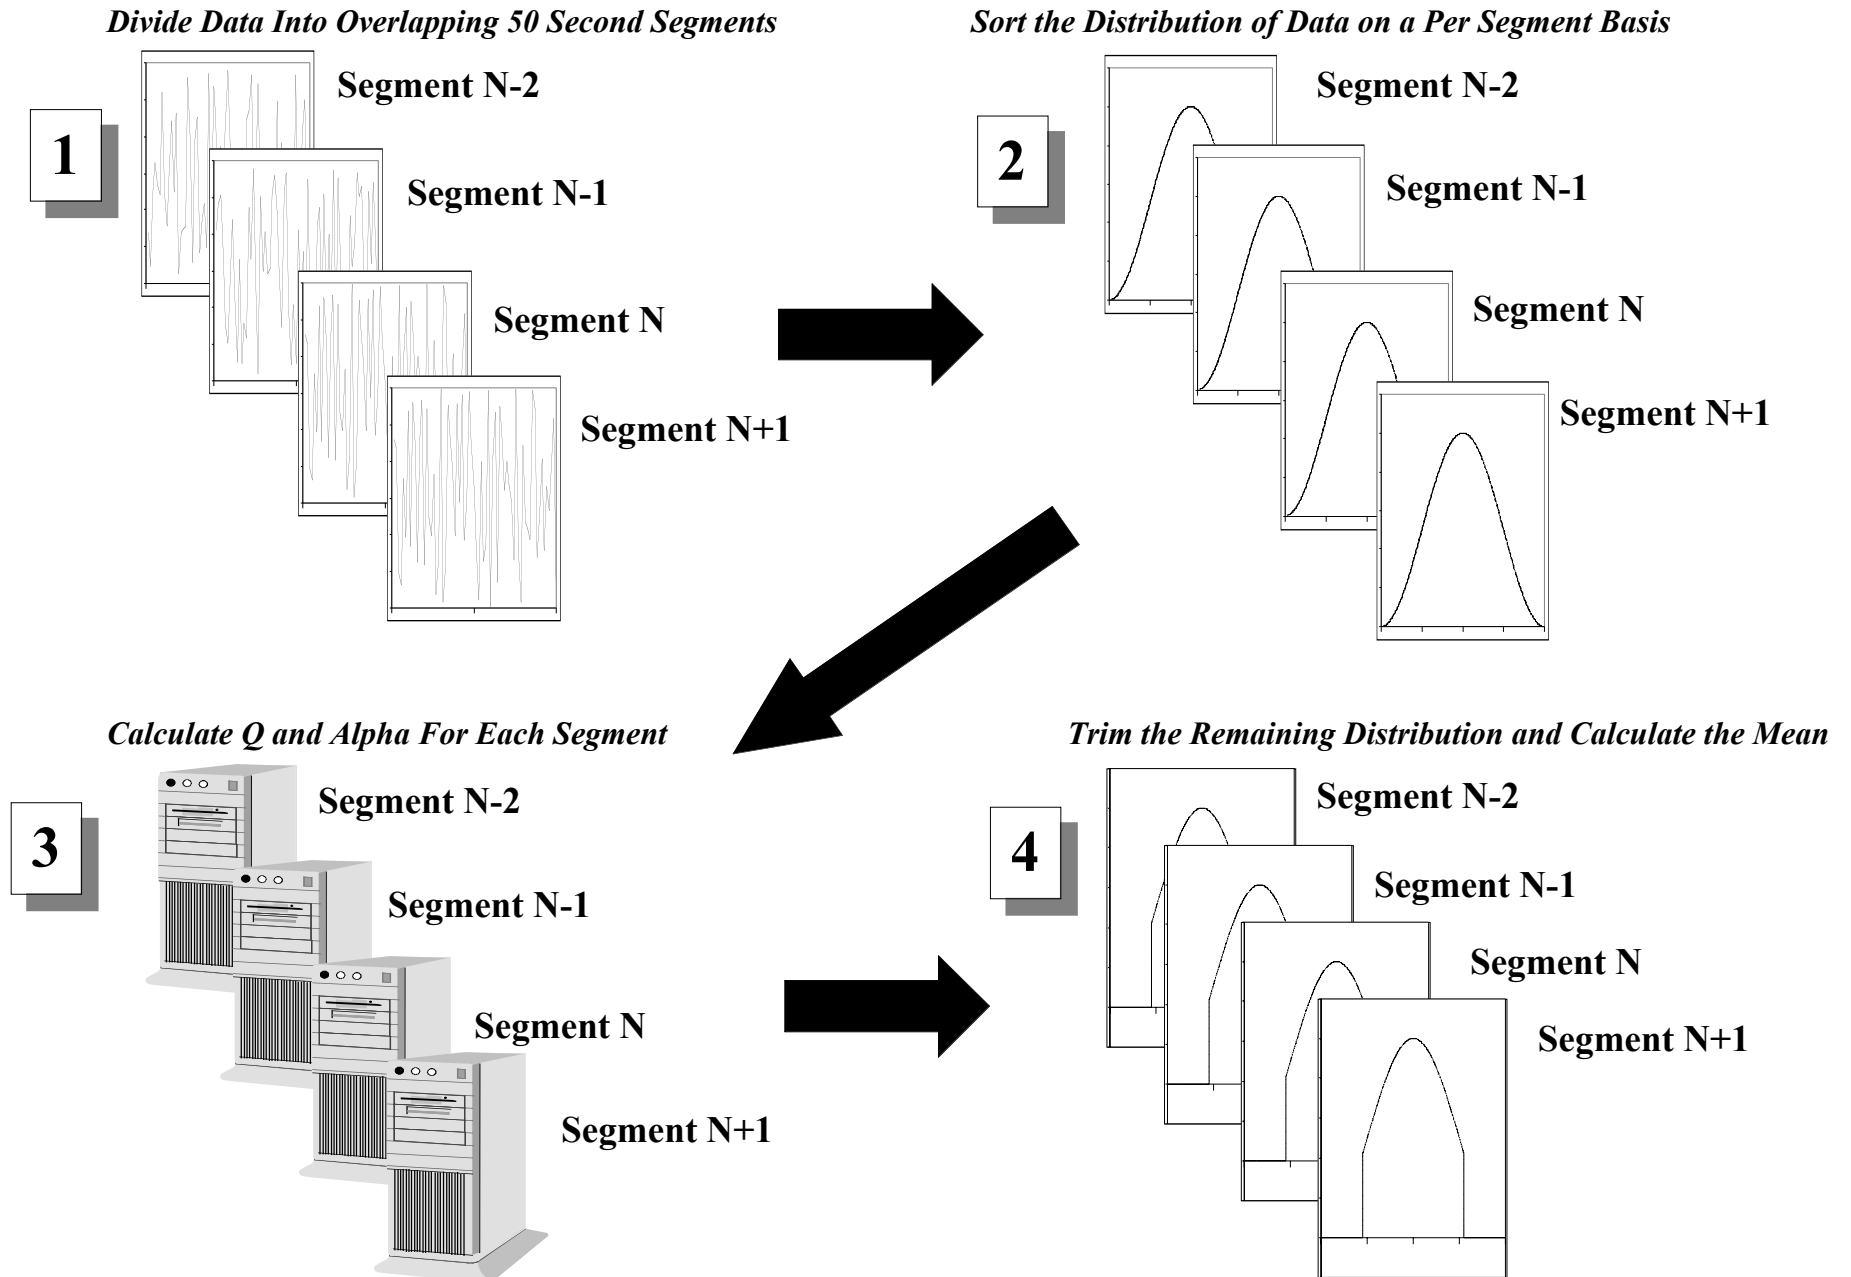 Divide Data Into Overlapping 50 Second Segments
1
Segment N-2
Segment N-1
Segment N
Segment N+1
Sort the Distribution of Data on a Per Segment Basis
2
Segment N-2
Segment N-1
Segment N
Segment N+1
Calculate Q and Alpha For Each Segment
3
Segment N-2
Segment N-1
Segment N
Segment N+1
Trim the Remaining Distribution and Calculate the Mean
4
Segment N-2
Segment N-1
Segment N
Segment N+1